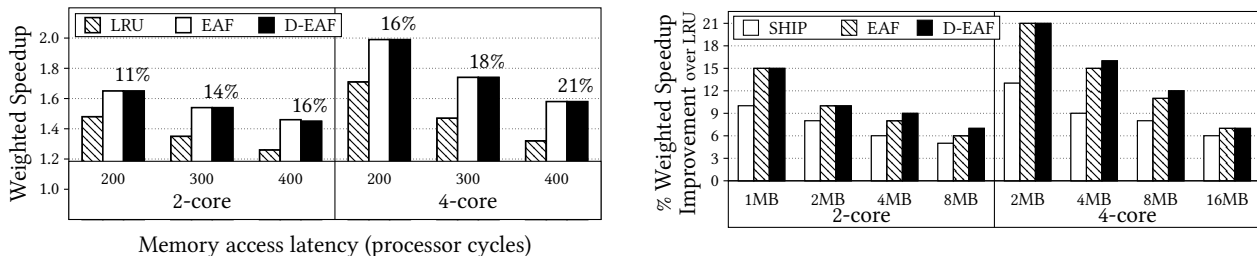 LRU EAF D-EAF
Weighted Speedup
2.0
1.8
1.6
1.4
1.2
1.0
11% 14% 16% 16% 18% 21%
200 300 400 200 300 400
2-core 4-core
Memory access latency (processor cycles)
SHIP EAF D-EAF
% Weighted Speedup
Improvement over LRU
21
18
15
12
9
6
3
0
1MB 2MB 4MB 8MB 2MB 4MB 8MB 16MB
2-core 4-core